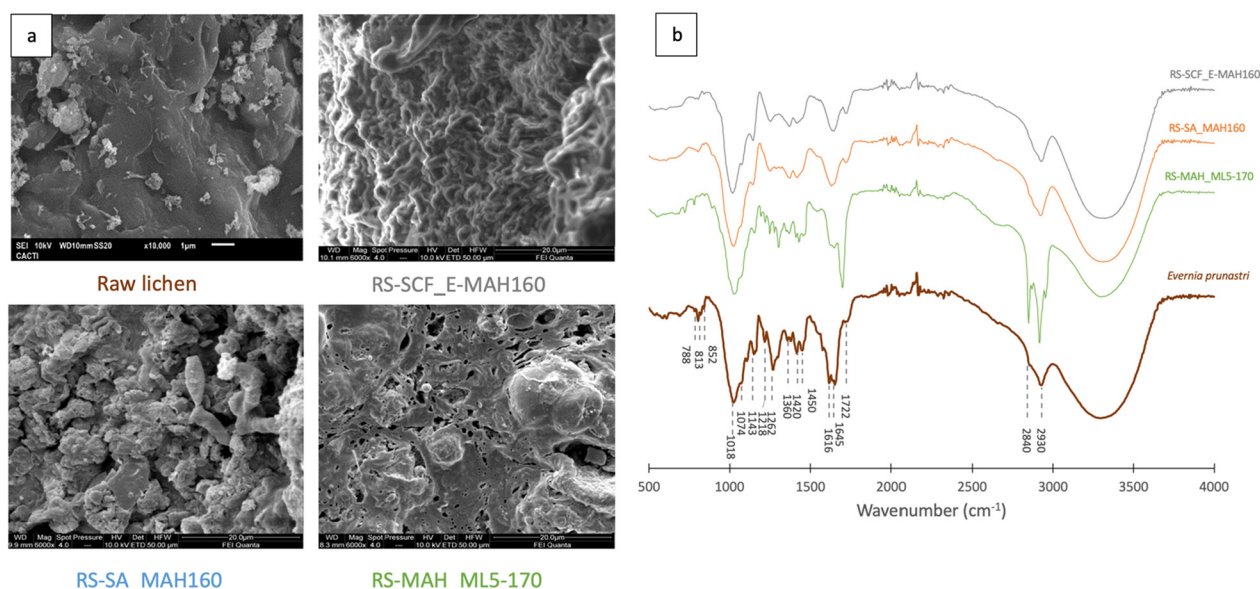 a
SEI 10kV WD10mmSS20 x10,000 1µm
CACTI
Raw lichen
WD Mag Spot Pressure HV Det HFW 20.0µm
10.1 mm 6000x 4.0 --- 10.0 kV ETD 50.00 µm FEI Quanta
RS-SCF_E-MAH160
WD Mag Spot Pressure HV Det HFW 20.0µm
9.9 mm 6000x 4.0 --- 10.0 kV ETD 50.00 µm FEI Quanta
RS-SA MAH160
WD Mag Spot Pressure HV Det HFW 20.0µm
8.3 mm 6000x 4.0 --- 10.0 kV ETD 50.00 µm FEI Quanta
RS-MAH ML5-170
b
RS-SCF_E-MAH160
RS-SA_MAH160
RS-MAH_ML5-170
Evernia prunastri
788
813
852
1018
1074
1143
1218
1262
1360
1420
1450
1616
1645
1722
2840
2930
500 1000 1500 2000 2500 3000 3500 4000
Wavenumber (cm-1)